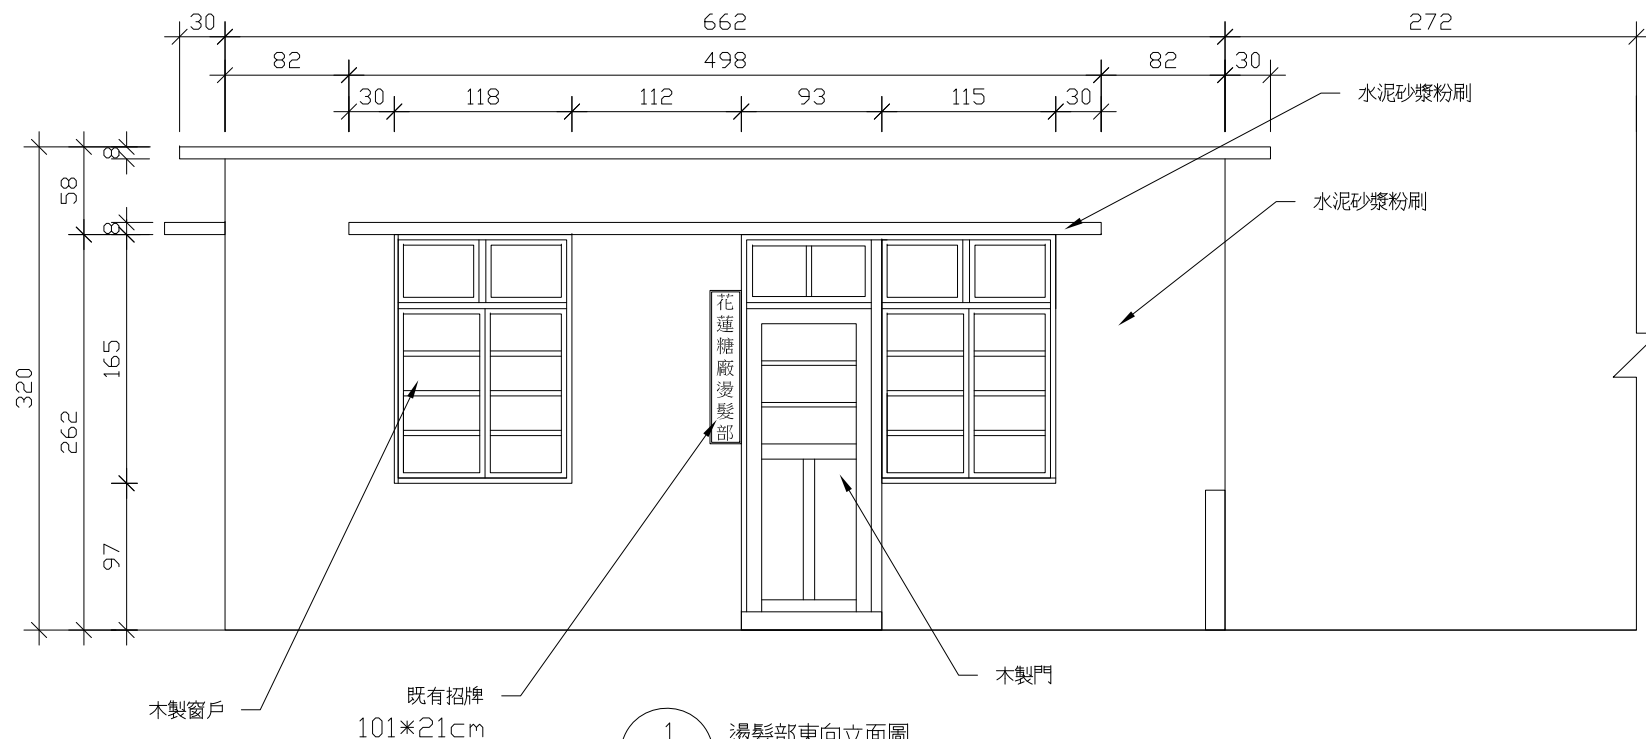 30 662 272
82 498 82 30
30 118 112 93 115 30
水泥砂漿粉刷
水泥砂漿粉刷
8
58
8
165
320
262
97
花蓮糖廠燙髮部
木製門
既有招牌
木製窗戶
101*21cm
1 燙髮部東向立面圖